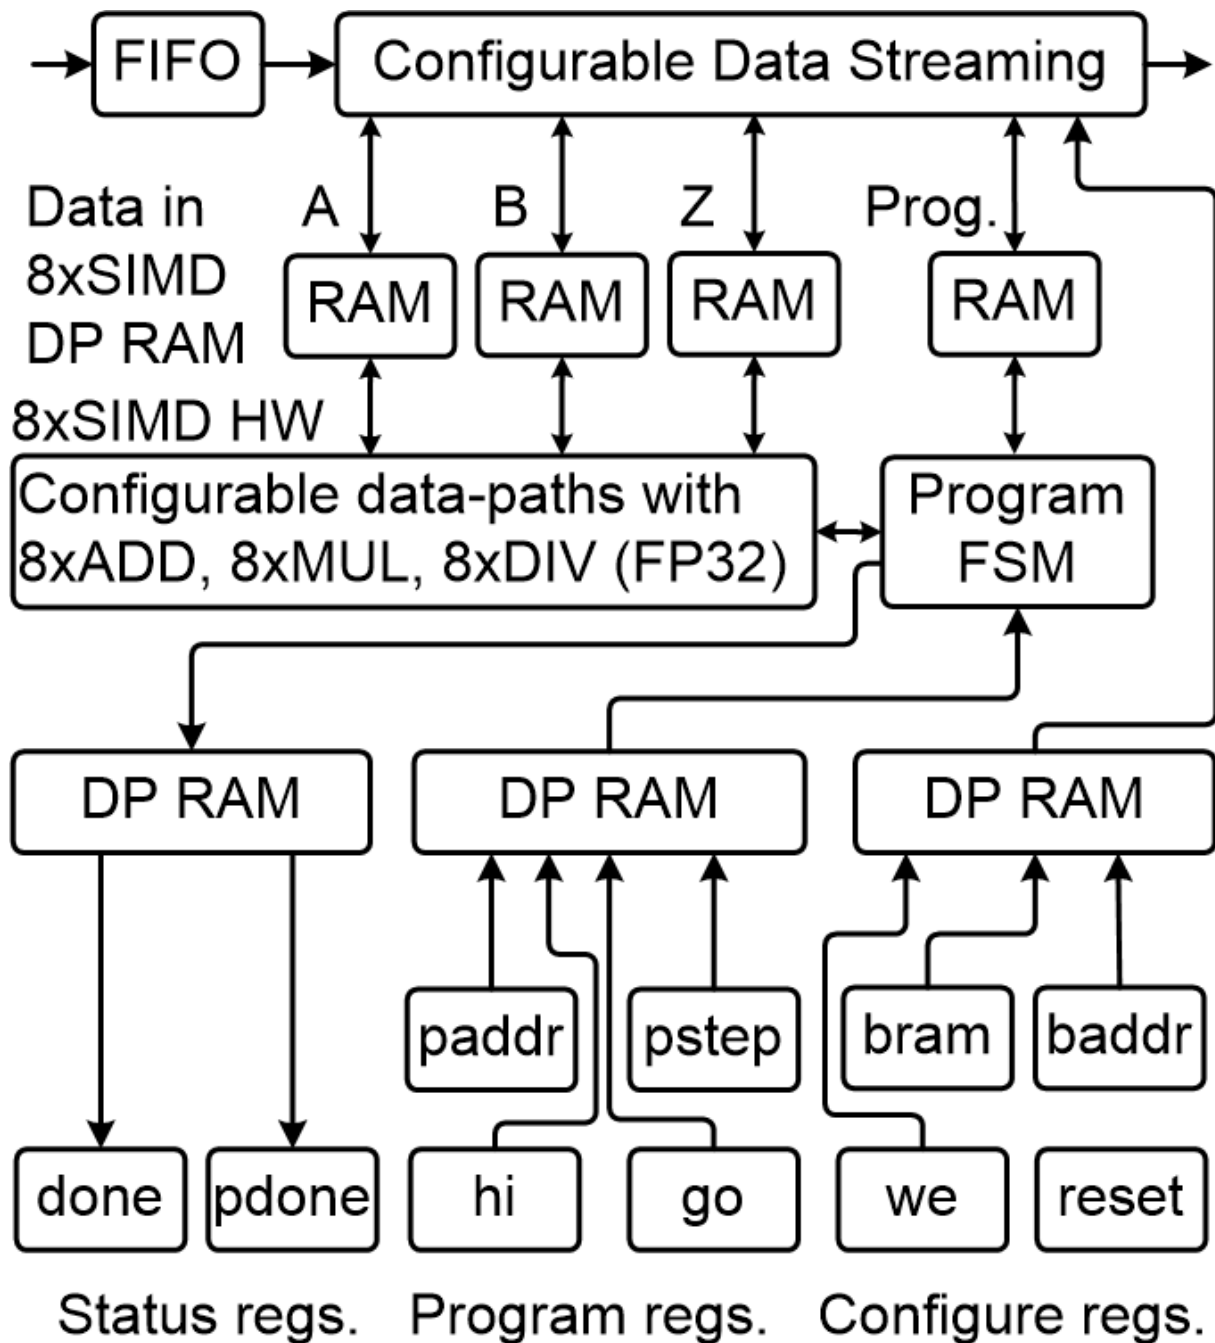 FIFO
Configurable Data Streaming
Data in
8xSIMD
DP RAM
A
B
Z
Prog.
RAM
RAM
RAM
RAM
8xSIMD HW
Configurable data-paths with
8xADD, 8xMUL, 8xDIV (FP32)
Program
FSM
DP RAM
DP RAM
DP RAM
paddr
pstep
bram
baddr
done
pdone
hi
go
we
reset
Status regs.
Program regs.
Configure regs.